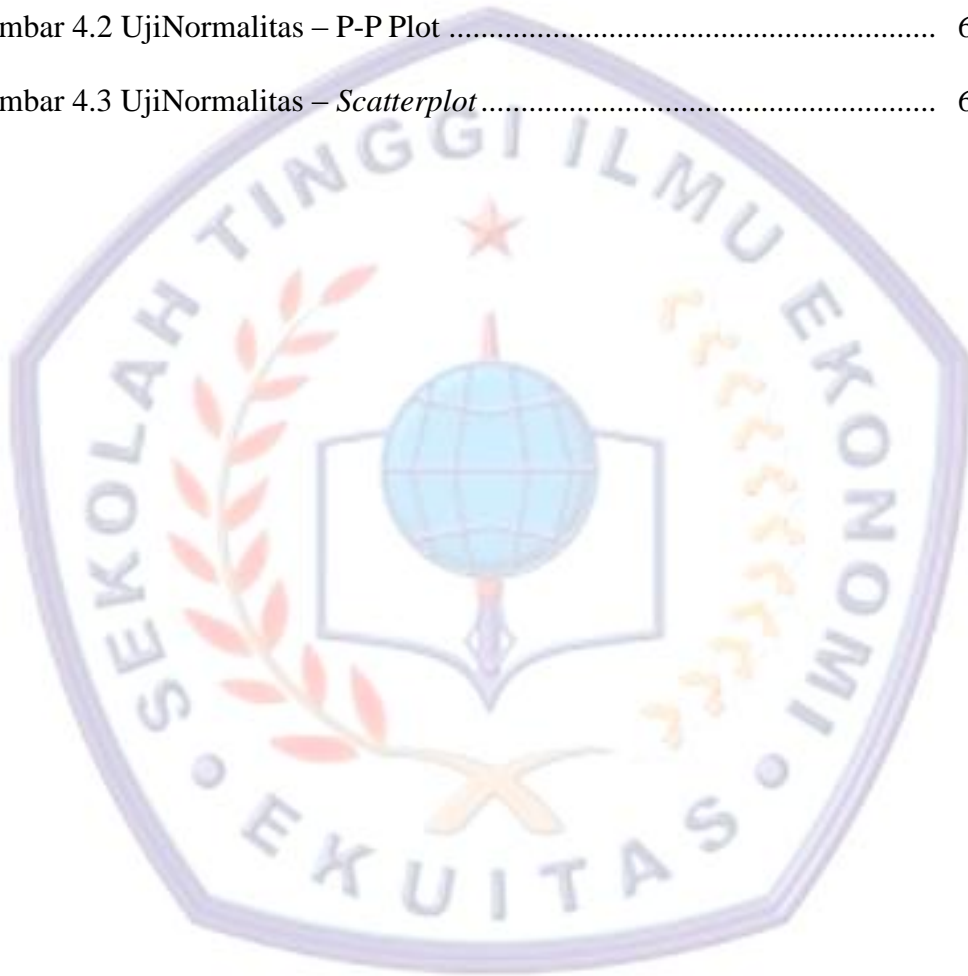 mbar 4.2 UjiNormalitas – P-P Plot .............................................................. 6
mbar 4.3 UjiNormalitas – Scatterplot .......................................................... 6
SEKOLAH TINGGI ILMU EKONOMI
• EKUITAS •